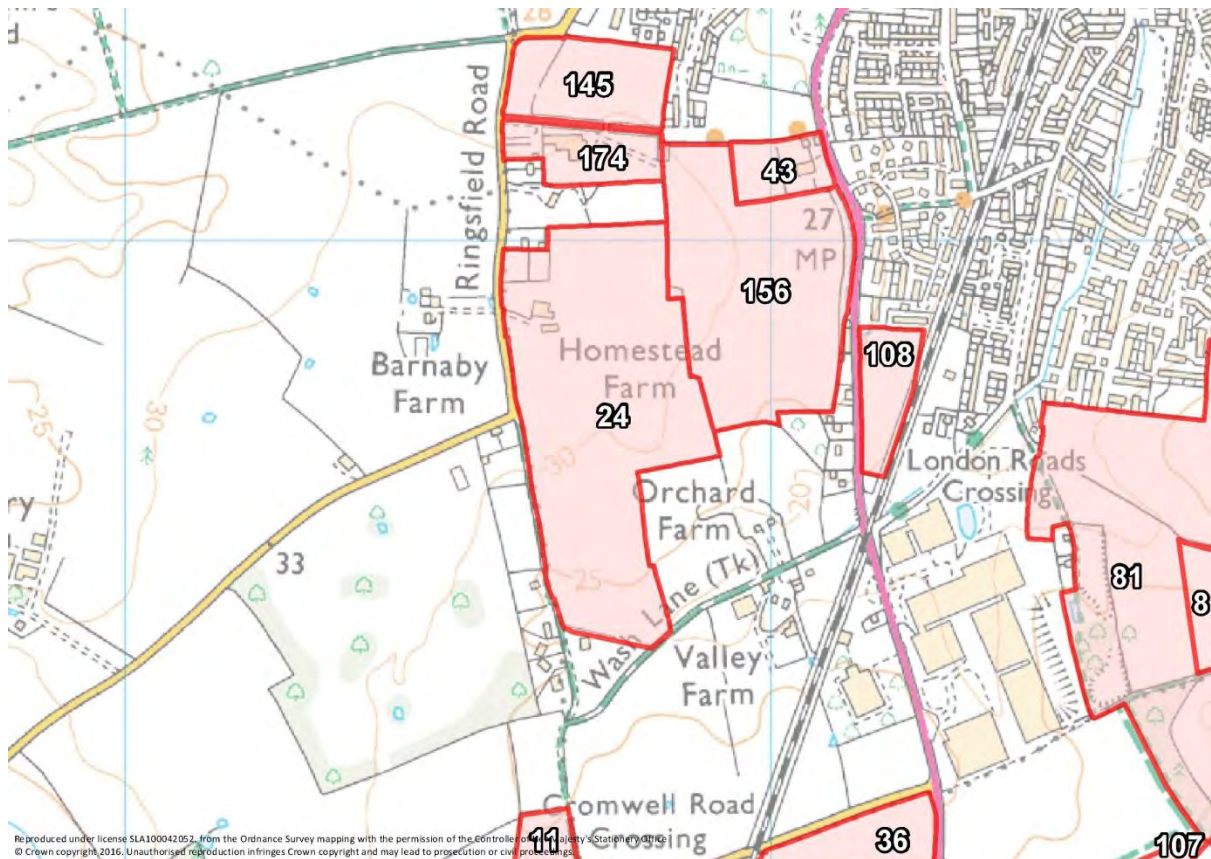 28
145
Ringsfield Road
174
43
27
MP
156
Barnaby
Farm
Homestead
Farm
108
30
25
24
30
London Roads
Crossing
Orchard
Farm
20
ry
33
25
Wash Lane (Tk)
81
8
Valley
Farm
Cromwell Road
Crossing
11
36
107
Reproduced under license SLA100042052, from the Ordnance Survey mapping with the permission of the Controller of Her Majesty's Stationery Office
© Crown copyright 2016. Unauthorised reproduction infringes Crown copyright and may lead to prosecution or civil proceedings.